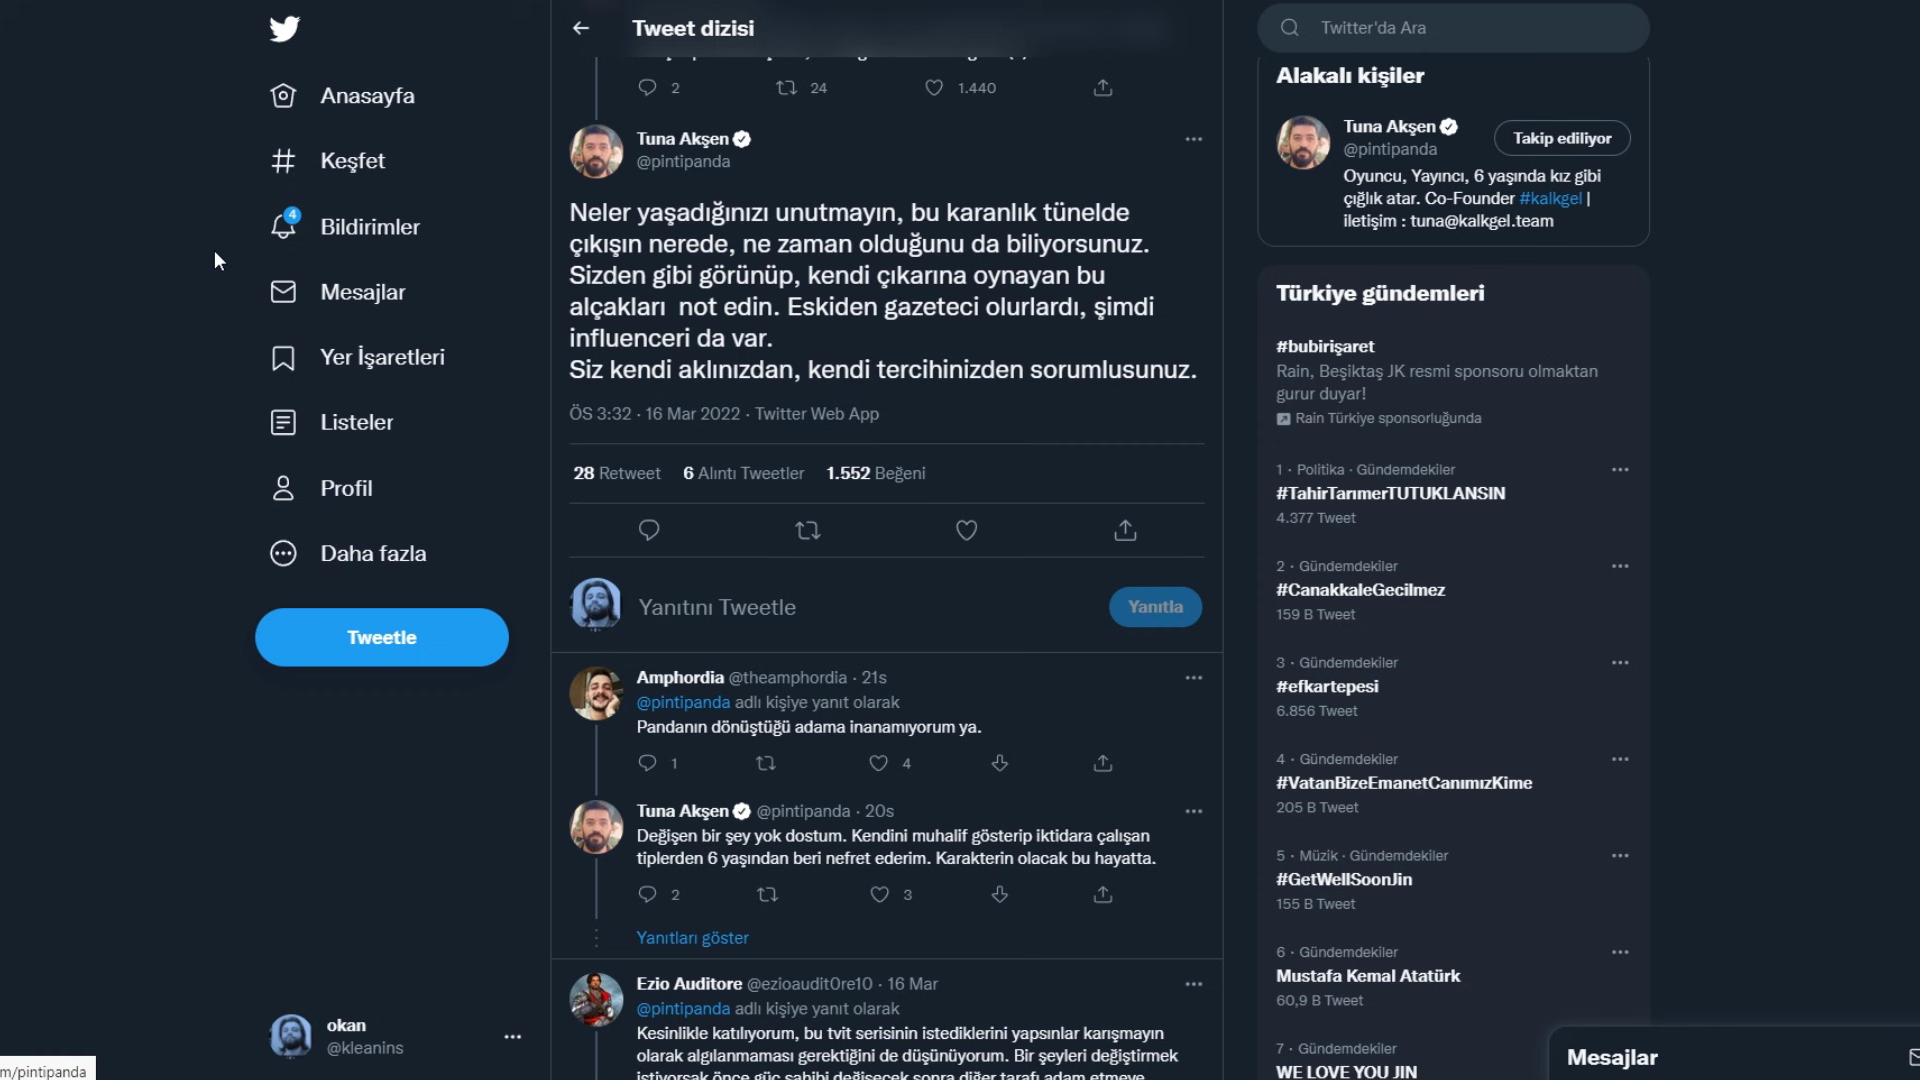 Anasayfa
Keşfet
4
Bildirimler
Mesajlar
Yer İşaretleri
Listeler
Profil
Daha fazla
Tweetle
okan
@kleanins
m/pintipanda
Tweet dizisi
2 24 1.440
Tuna Akşen
@pintipanda
Neler yaşadığınızı unutmayın, bu karanlık tünelde
çıkışın nerede, ne zaman olduğunu da biliyorsunuz.
Sizden gibi görünüp, kendi çıkarına oynayan bu
alçakları  not edin. Eskiden gazeteci olurlardı, şimdi
influenceri da var.
Siz kendi aklınızdan, kendi tercihinizden sorumlusunuz.
ÖS 3:32 · 16 Mar 2022 · Twitter Web App
28 Retweet 6 Alıntı Tweetler 1.552 Beğeni
Yanıtını Tweetle
Yanıtla
Amphordia @theamphordia · 21s
@pintipanda adlı kişiye yanıt olarak
Pandanın dönüştüğü adama inanamıyorum ya.
1 4
Tuna Akşen @pintipanda · 20s
Değişen bir şey yok dostum. Kendini muhalif gösterip iktidara çalışan
tiplerden 6 yaşından beri nefret ederim. Karakterin olacak bu hayatta.
2 3
Yanıtları göster
Ezio Auditore @ezioaudit0re10 · 16 Mar
@pintipanda adlı kişiye yanıt olarak
Kesinlikle katılıyorum, bu tvit serisinin istediklerini yapsınlar karışmayın
olarak algılanmaması gerektiğini de düşünüyorum. Bir şeyleri değiştirmek
istiyorsak önce güç sahibi değişecek sonra diğer tarafı adam etmeye
Twitter'da Ara
Alakalı kişiler
Tuna Akşen
@pintipanda
Takip ediliyor
Oyuncu, Yayıncı, 6 yaşında kız gibi
çığlık atar. Co-Founder #kalkgel |
iletişim : tuna@kalkgel.team
Türkiye gündemleri
#bubirişaret
Rain, Beşiktaş JK resmi sponsoru olmaktan
gurur duyar!
Rain Türkiye sponsorluğunda
1 · Politika · Gündemdekiler
#TahirTarımerTUTUKLANSIN
4.377 Tweet
2 · Gündemdekiler
#CanakkaleGecilmez
159 B Tweet
3 · Gündemdekiler
#efkartepesi
6.856 Tweet
4 · Gündemdekiler
#VatanBizeEmanetCanımızKime
205 B Tweet
5 · Müzik · Gündemdekiler
#GetWellSoonJin
155 B Tweet
6 · Gündemdekiler
Mustafa Kemal Atatürk
60,9 B Tweet
7 · Gündemdekiler
WE LOVE YOU JIN
Mesajlar